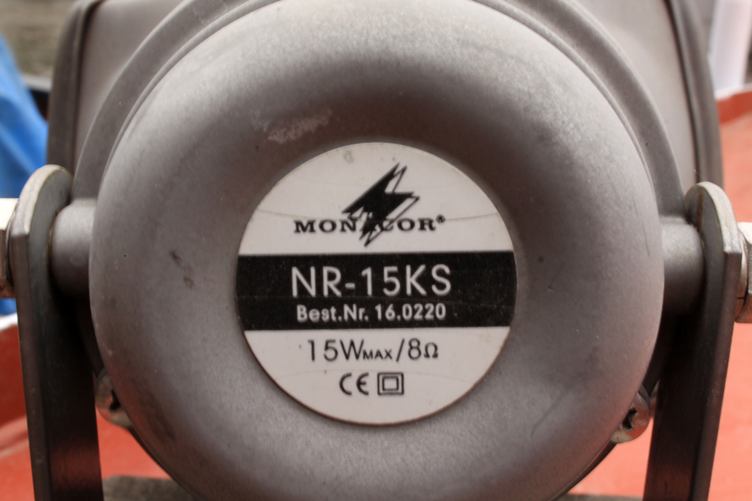 MONACOR®
NR-15KS
Best.Nr. 16.0220
15WMAX/8Ω
CE